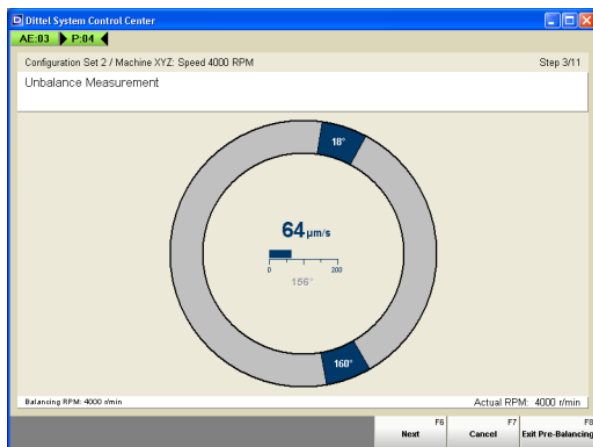 Dittel System Control Center
AE:03 P:04
Configuration Set 2 / Machine XYZ: Speed 4000 RPM Step 3/11
Unbalance Measurement
18°
64 µm/s
0 200
156°
160°
Balancing RPM: 4000 r/min Actual RPM: 4000 r/min
F6 F7 F8
Next Cancel Exit Pre-Balancing